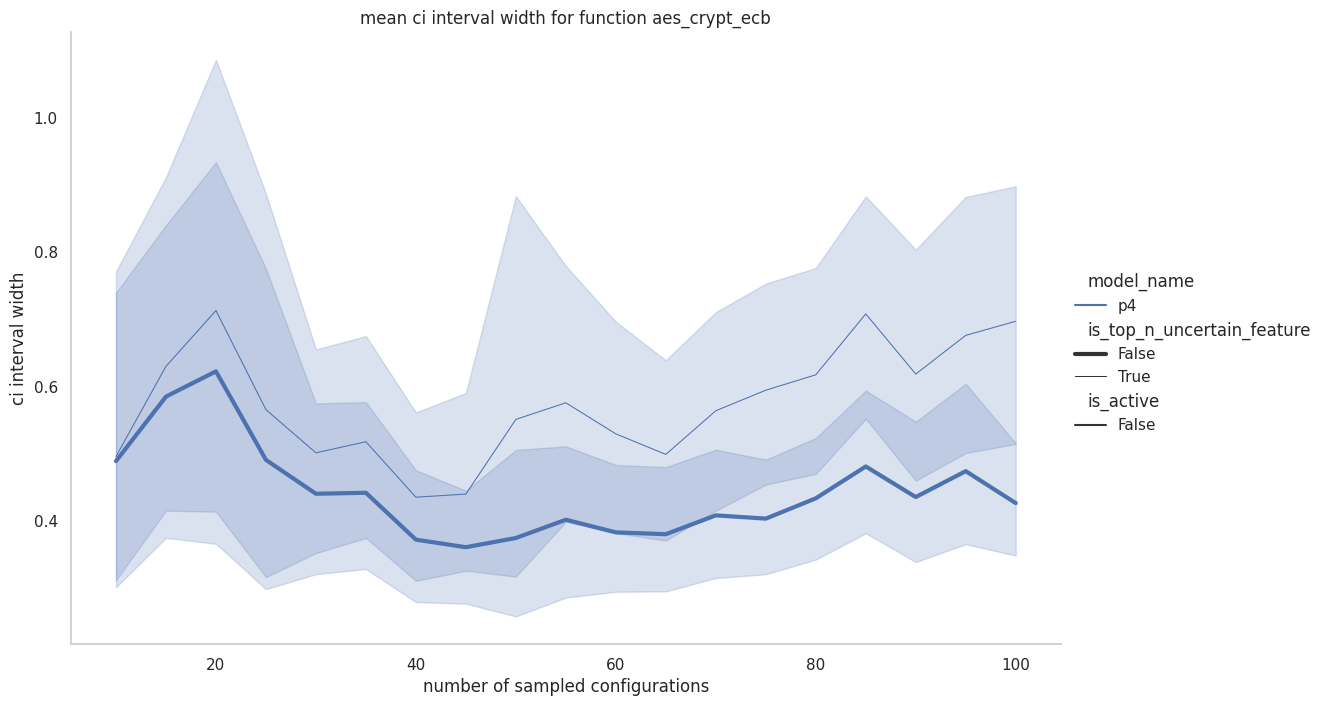 mean ci interval width for function aes_crypt_ecb
ci interval width
1.0
0.8
0.6
0.4
20
40
60
80
100
number of sampled configurations
model_name
p4
is_top_n_uncertain_feature
False
True
is_active
False